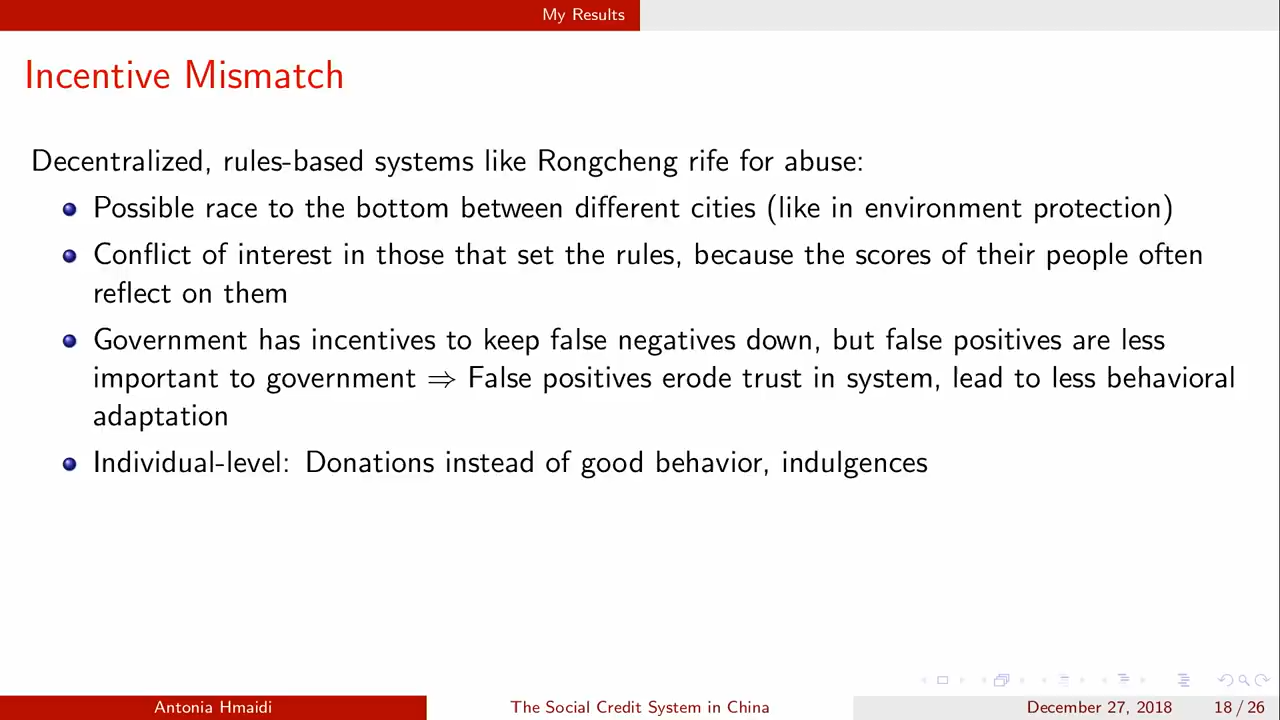 My Results
Incentive Mismatch
Decentralized, rules-based systems like Rongcheng rife for abuse:
Possible race to the bottom between different cities (like in environment protection)
Conflict of interest in those that set the rules, because the scores of their people often
reflect on them
Government has incentives to keep false negatives down, but false positives are less
important to government ⇒ False positives erode trust in system, lead to less behavioral
adaptation
Individual-level: Donations instead of good behavior, indulgences
Antonia Hmaidi
The Social Credit System in China
December 27, 2018
18 / 26